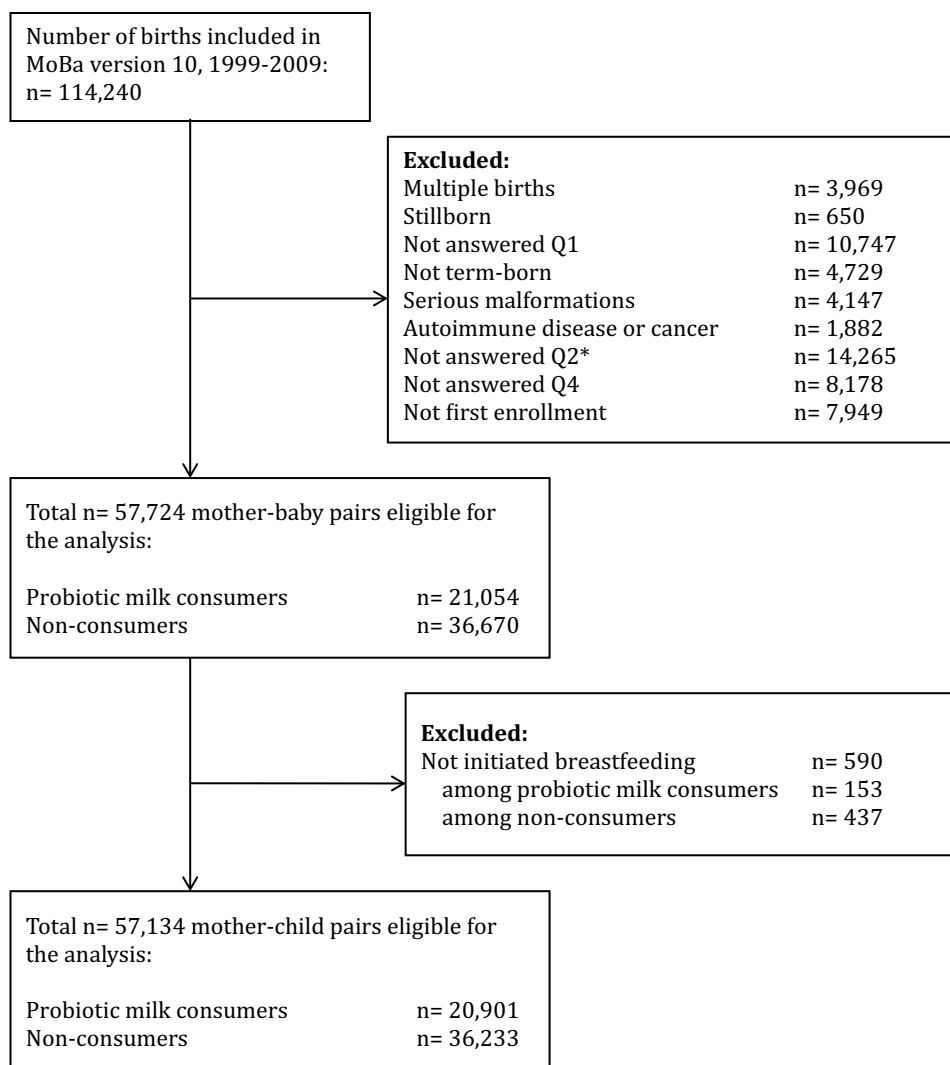 Number of births included in
MoBa version 10, 1999-2009:
n= 114,240
Excluded:
Multiple births n= 3,969
Stillborn n= 650
Not answered Q1 n= 10,747
Not term-born n= 4,729
Serious malformations n= 4,147
Autoimmune disease or cancer n= 1,882
Not answered Q2* n= 14,265
Not answered Q4 n= 8,178
Not first enrollment n= 7,949
Total n= 57,724 mother-baby pairs eligible for
the analysis:
Probiotic milk consumers n= 21,054
Non-consumers n= 36,670
Excluded:
Not initiated breastfeeding n= 590
among probiotic milk consumers n= 153
among non-consumers n= 437
Total n= 57,134 mother-child pairs eligible for
the analysis:
Probiotic milk consumers n= 20,901
Non-consumers n= 36,233